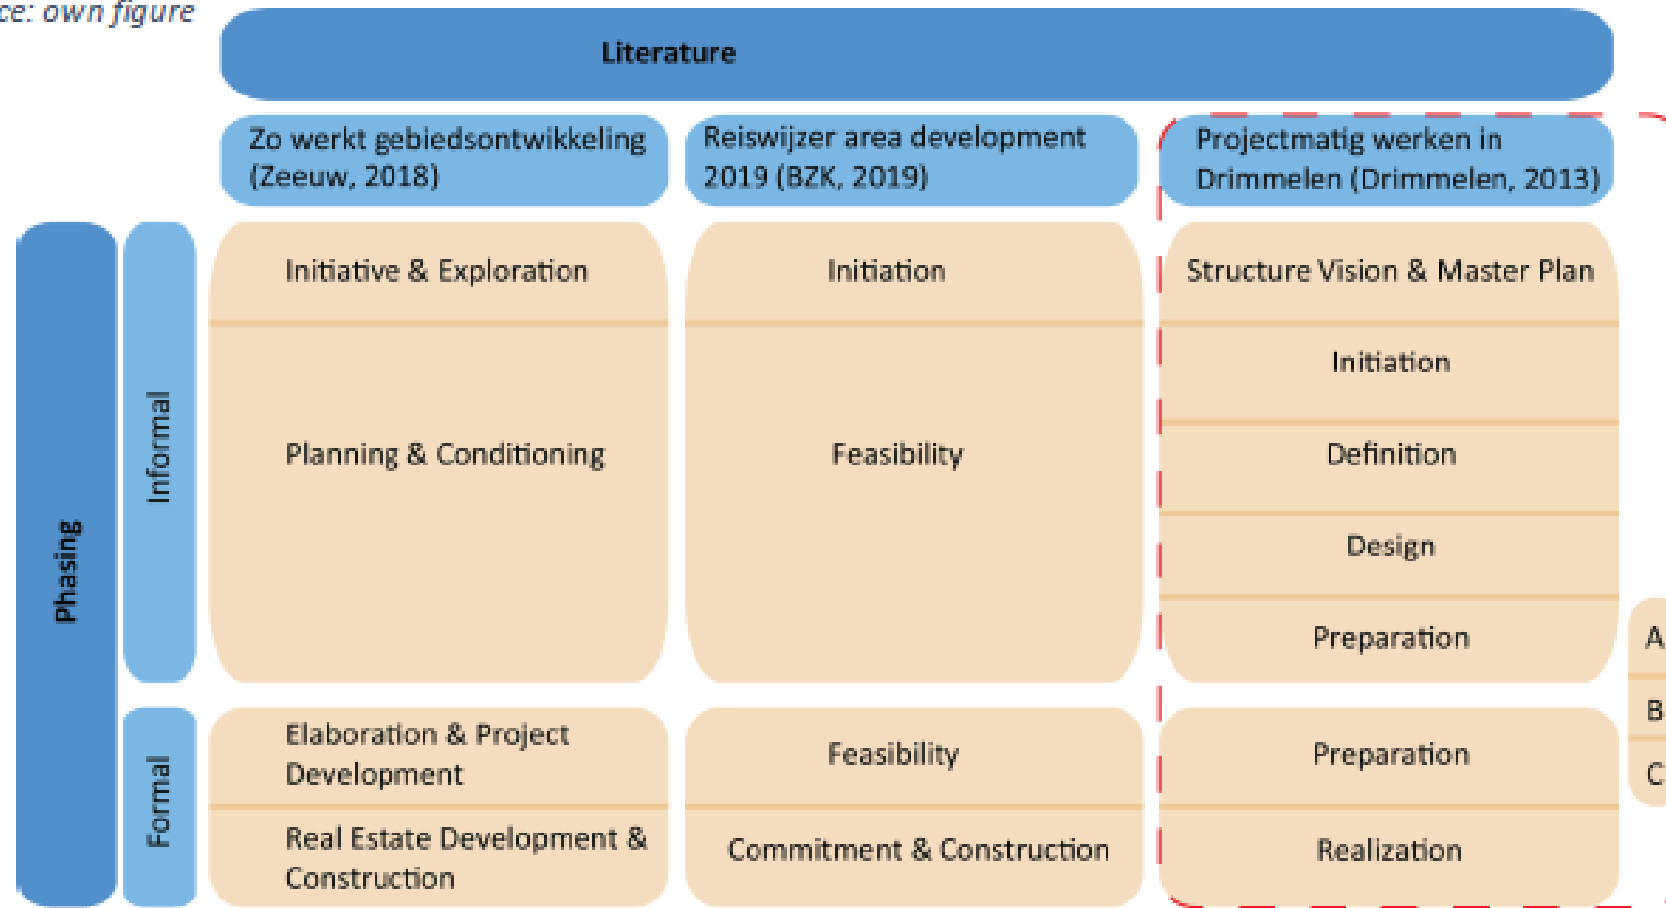 ce: own figure
Literature
Zo werkt gebiedsontwikkeling
(Zeeuw, 2018)
Reiswijzer area development
2019 (BZK, 2019)
Projectmatig werken in
Drimmelen (Drimmelen, 2013)
Phasing
Informal
Initiative & Exploration
Initiation
Structure Vision & Master Plan
Initiation
Planning & Conditioning
Feasibility
Definition
Design
Preparation
A
B
C
Formal
Elaboration & Project
Development
Feasibility
Preparation
Real Estate Development &
Construction
Commitment & Construction
Realization